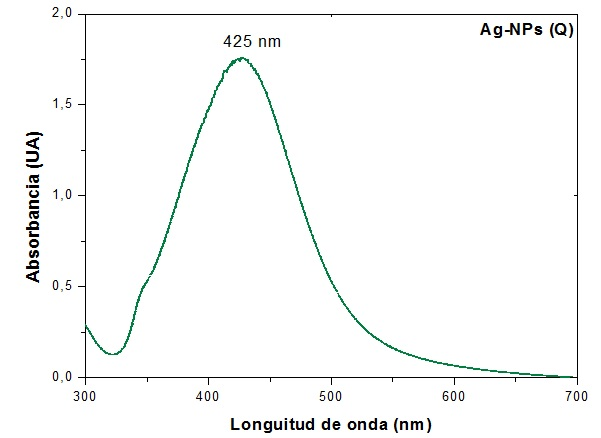 Ag-NPs (Q)
425 nm
Absorbancia (UA)
2,0
1,5
1,0
0,5
0,0
300 400 500 600 700
Longuitud de onda (nm)